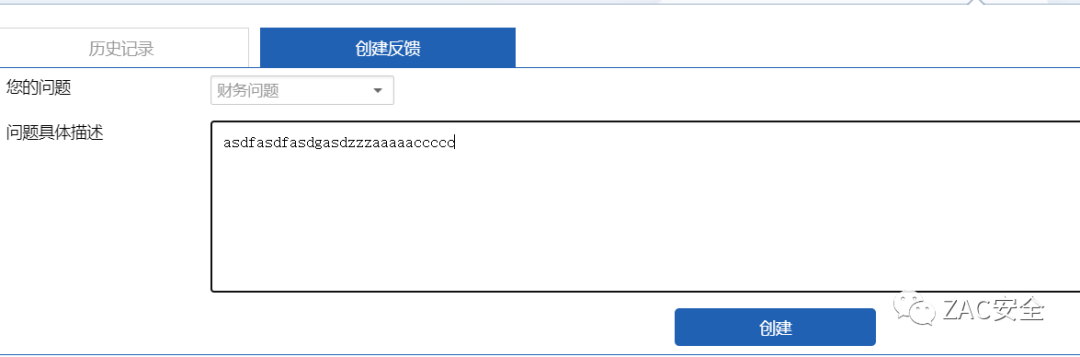 历史记录
创建反馈
您的问题
财务问题
问题具体描述
asdfasdfasdgasdzzzaaaaaccccc
创建
ZAC安全